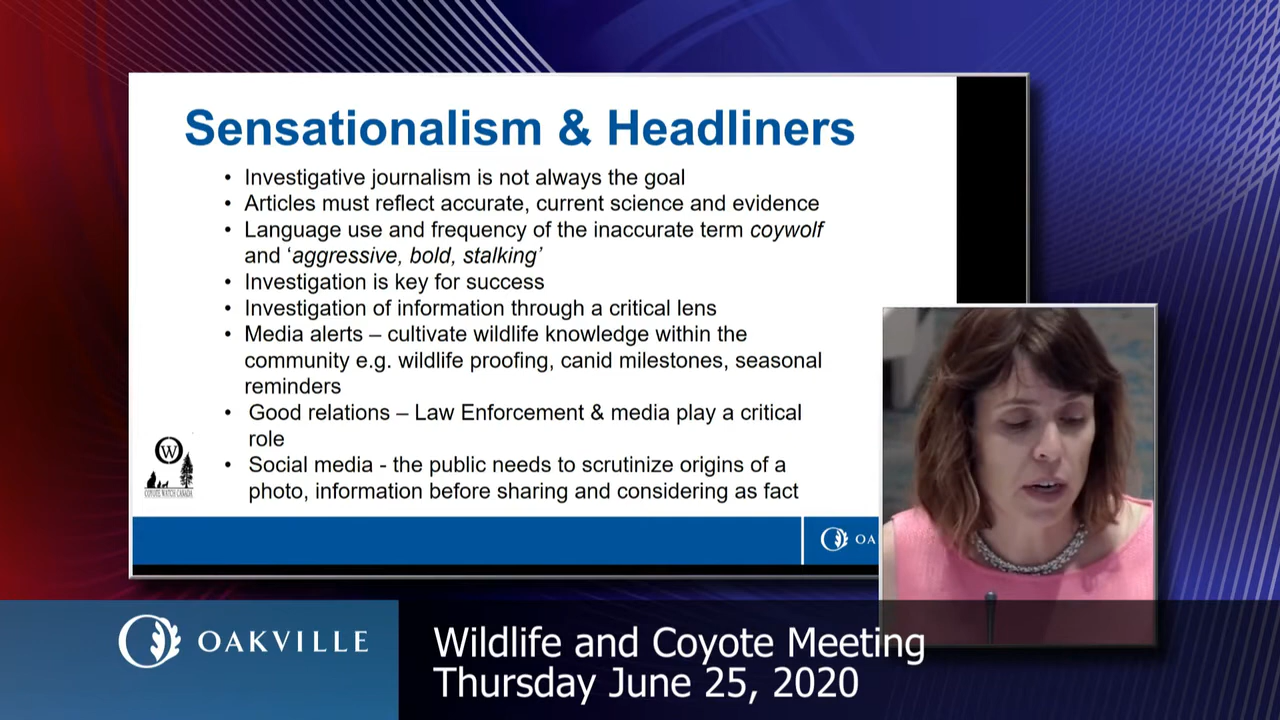 Sensationalism & Headliners
• Investigative journalism is not always the goal
• Articles must reflect accurate, current science and evidence
• Language use and frequency of the inaccurate term coywolf
and ‘aggressive, bold, stalking’
• Investigation is key for success
• Investigation of information through a critical lens
• Media alerts – cultivate wildlife knowledge within the
community e.g. wildlife proofing, canid milestones, seasonal
reminders
• Good relations – Law Enforcement & media play a critical
role
• Social media - the public needs to scrutinize origins of a
photo, information before sharing and considering as fact
W
COYOTE WATCH CANADA
OA
OAKVILLE
Wildlife and Coyote Meeting
Thursday June 25, 2020